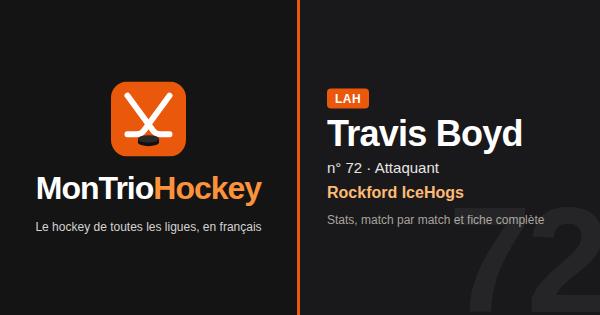 MonTrioHockey
Le hockey de toutes les ligues, en français
LAH
Travis Boyd
n° 72 · Attaquant
Rockford IceHogs
Stats, match par match et fiche complète
72